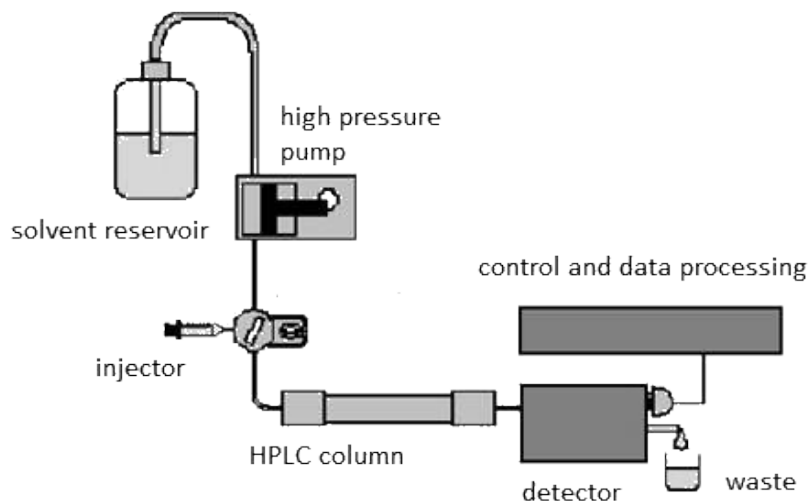 high pressure
pump
solvent reservoir
control and data processing
injector
HPLC column
detector
waste